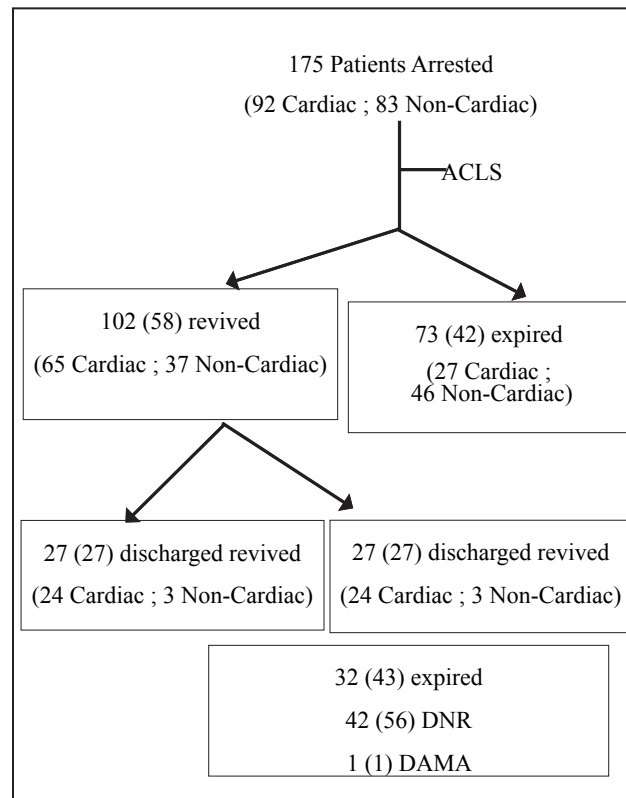 175 Patients Arrested
(92 Cardiac ; 83 Non-Cardiac)
ACLS
102 (58) revived
(65 Cardiac ; 37 Non-Cardiac)
73 (42) expired
(27 Cardiac ;
46 Non-Cardiac)
27 (27) discharged revived
(24 Cardiac ; 3 Non-Cardiac)
27 (27) discharged revived
(24 Cardiac ; 3 Non-Cardiac)
32 (43) expired
42 (56) DNR
1 (1) DAMA